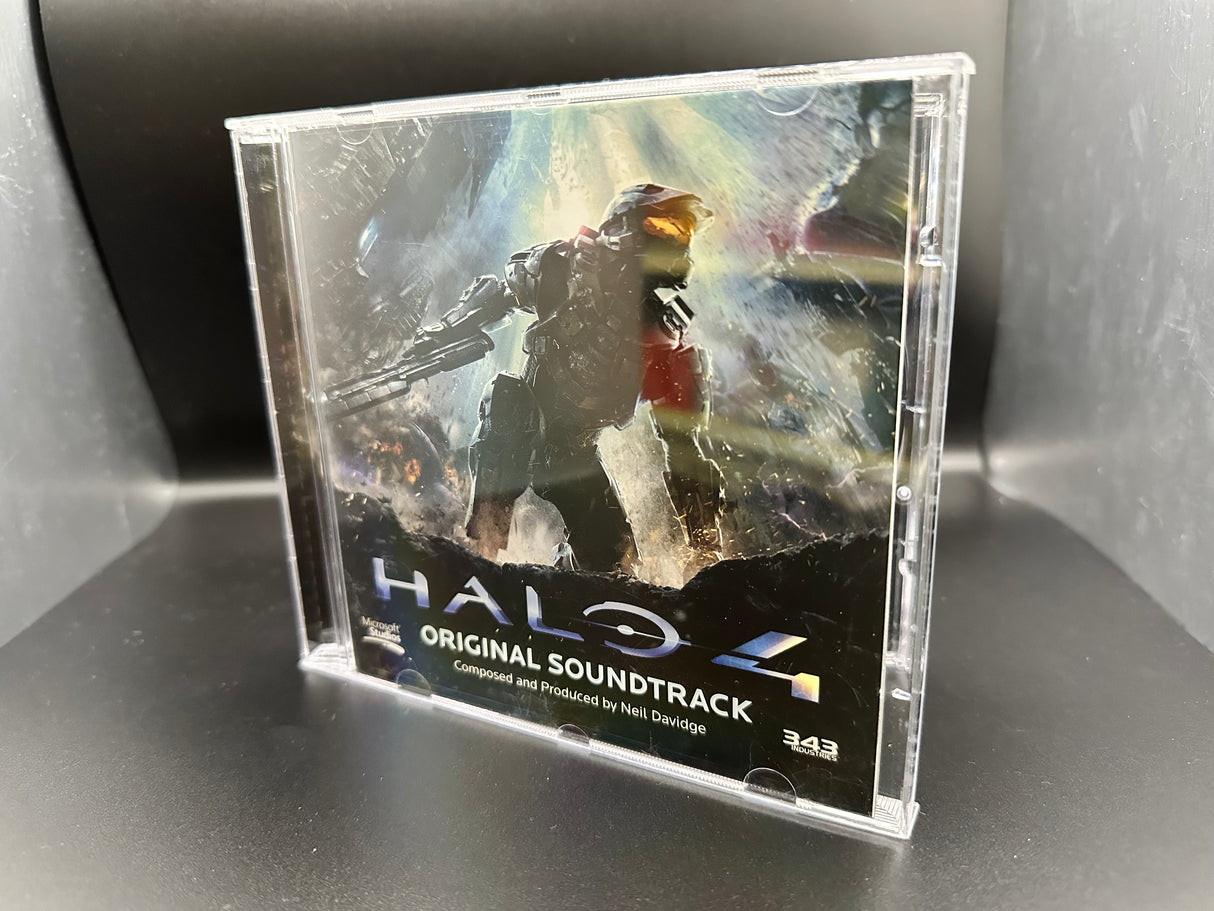 HALO 4
Microsoft
Studios
ORIGINAL SOUNDTRACK
Composed and Produced by Neil Davidge
343
INDUSTRIES